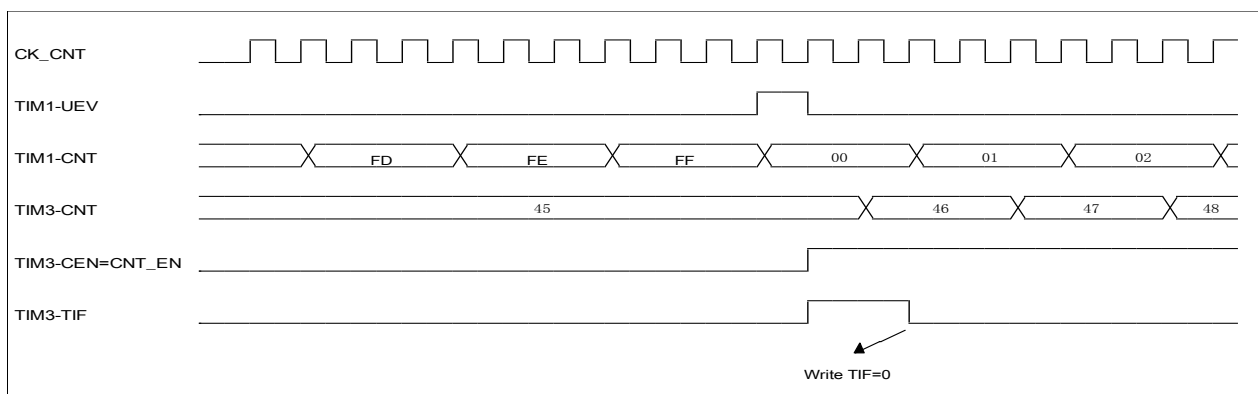 CK_CNT
TIM1-UEV
TIM1-CNT FD FE FF 00 01 02
TIM3-CNT 45 46 47 48
TIM3-CEN=CNT_EN
TIM3-TIF
Write TIF=0